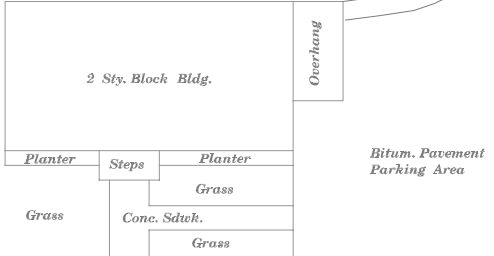 Overhang
2 Sty. Block Bldg.
Planter
Steps
Planter
Bitum. Pavement
Parking Area
Grass
Grass
Conc. Sdwk.
Grass